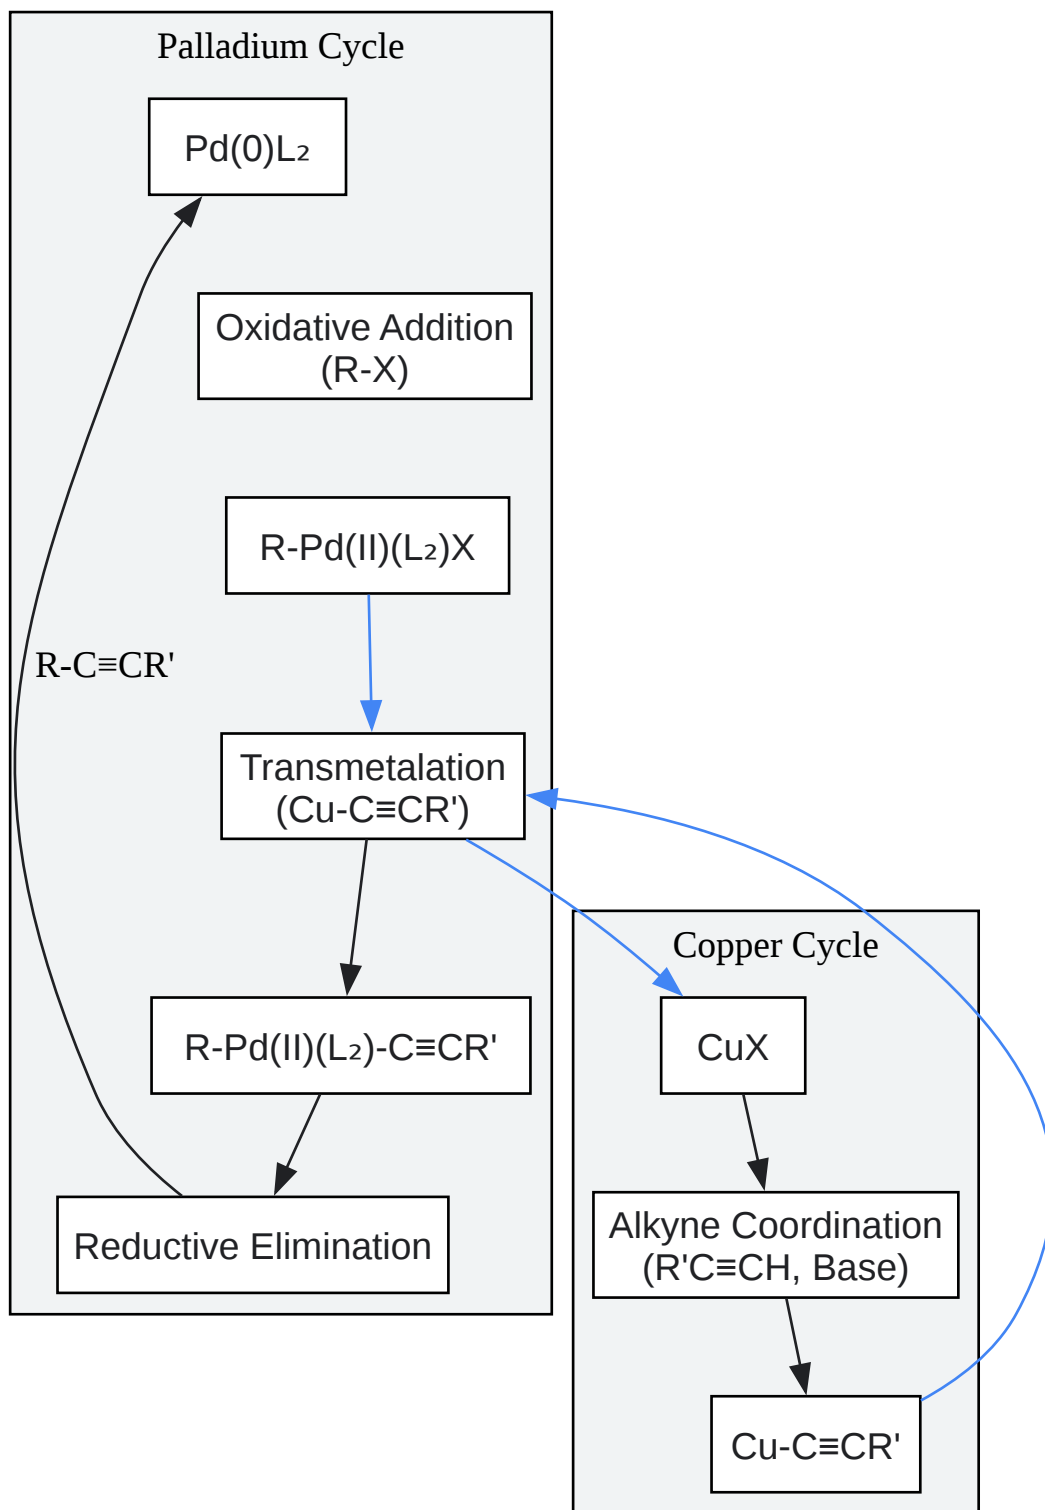 Palladium Cycle
Pd(0)L₂
Oxidative Addition
(R-X)
R-Pd(II)(L₂)X
R-C≡CR'
Transmetalation
(Cu-C≡CR')
R-Pd(II)(L₂)-C≡CR'
Reductive Elimination
Copper Cycle
CuX
Alkyne Coordination
(R'C≡CH, Base)
Cu-C≡CR'